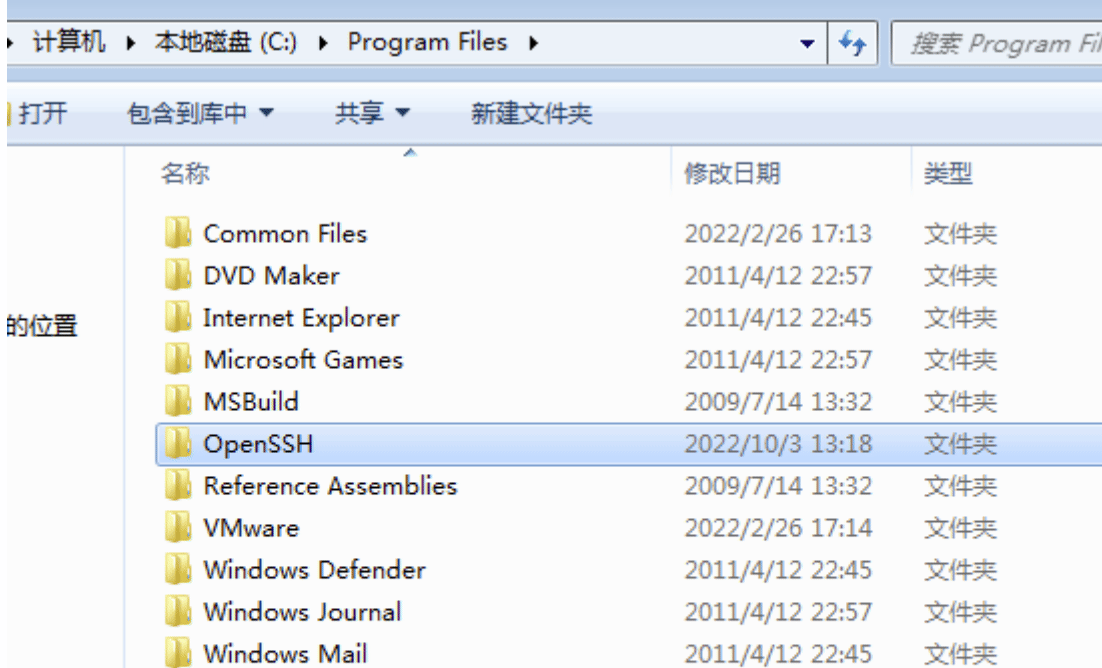 计算机 ▸ 本地磁盘 (C:) ▸ Program Files ▸ 搜索 Program Fil
打开 包含到库中 共享 新建文件夹
名称 修改日期 类型
Common Files 2022/2/26 17:13 文件夹
DVD Maker 2011/4/12 22:57 文件夹
Internet Explorer 2011/4/12 22:45 文件夹
的位置
Microsoft Games 2011/4/12 22:57 文件夹
MSBuild 2009/7/14 13:32 文件夹
OpenSSH 2022/10/3 13:18 文件夹
Reference Assemblies 2009/7/14 13:32 文件夹
VMware 2022/2/26 17:14 文件夹
Windows Defender 2011/4/12 22:45 文件夹
Windows Journal 2011/4/12 22:57 文件夹
Windows Mail 2011/4/12 22:45 文件夹